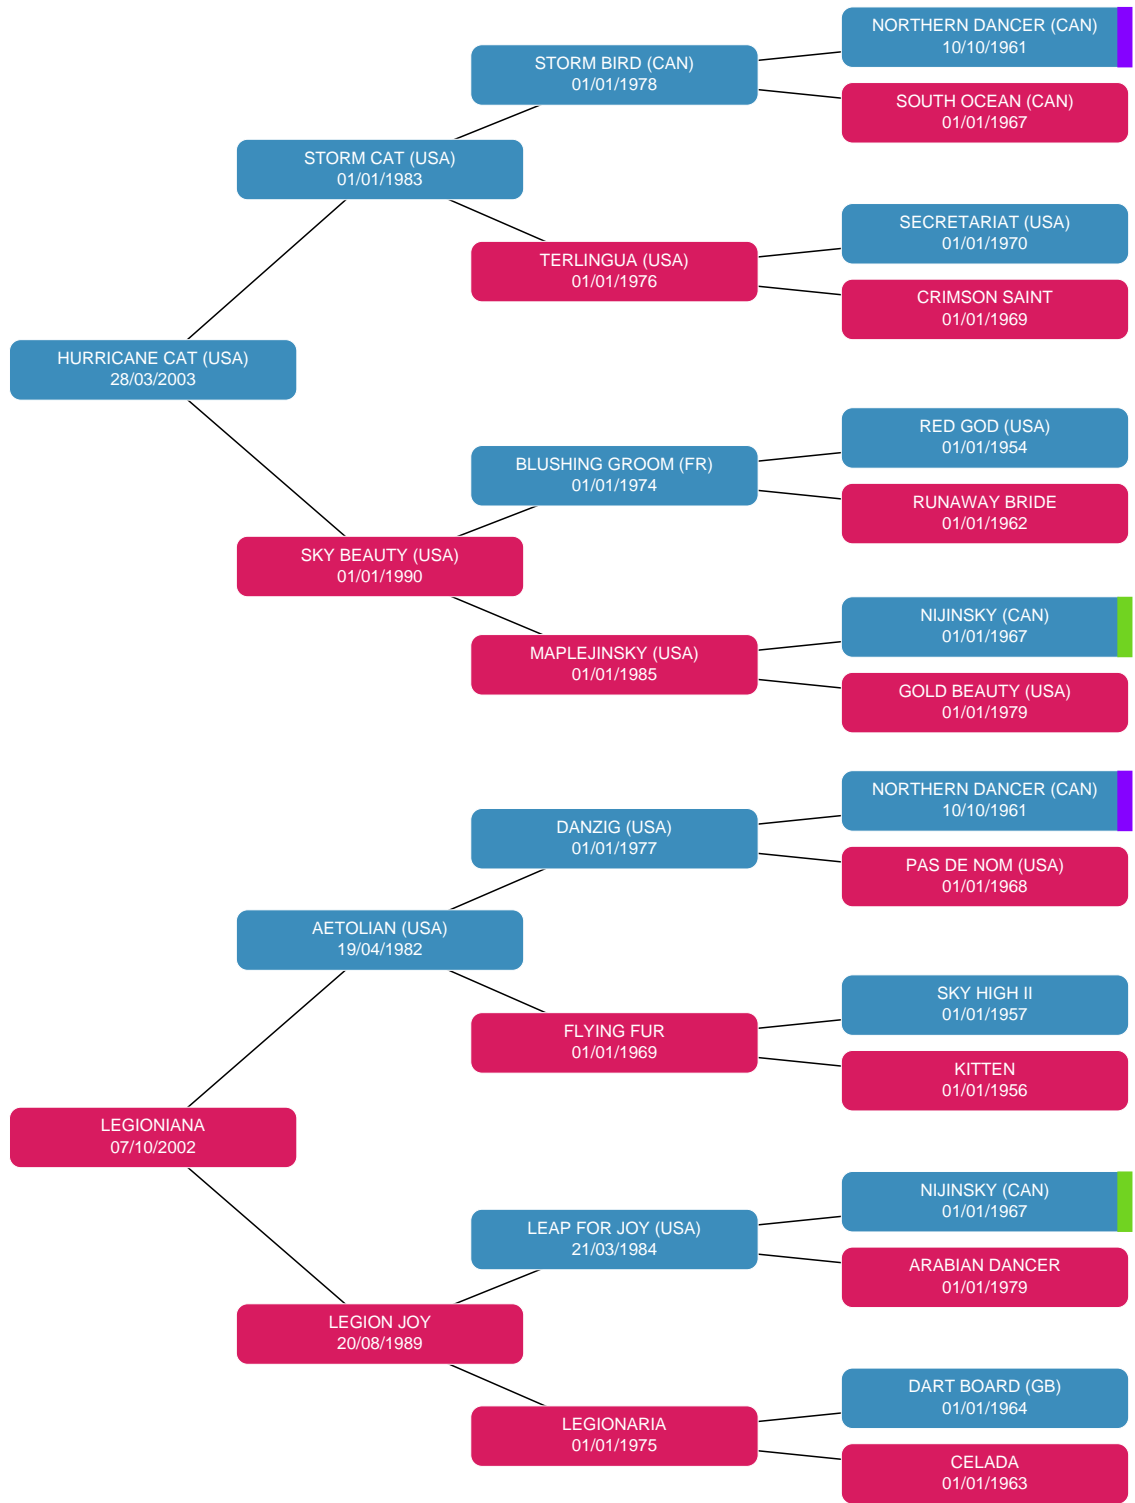 NORTHERN DANCER (CAN)
10/10/1961
STORM BIRD (CAN)
01/01/1978
SOUTH OCEAN (CAN)
01/01/1967
STORM CAT (USA)
01/01/1983
SECRETARIAT (USA)
01/01/1970
TERLINGUA (USA)
01/01/1976
CRIMSON SAINT
01/01/1969
HURRICANE CAT (USA)
28/03/2003
RED GOD (USA)
01/01/1954
BLUSHING GROOM (FR)
01/01/1974
RUNAWAY BRIDE
01/01/1962
SKY BEAUTY (USA)
01/01/1990
NIJINSKY (CAN)
01/01/1967
MAPLEJINSKY (USA)
01/01/1985
GOLD BEAUTY (USA)
01/01/1979
NORTHERN DANCER (CAN)
10/10/1961
DANZIG (USA)
01/01/1977
PAS DE NOM (USA)
01/01/1968
AETOLIAN (USA)
19/04/1982
SKY HIGH II
01/01/1957
FLYING FUR
01/01/1969
KITTEN
01/01/1956
LEGIONIANA
07/10/2002
NIJINSKY (CAN)
01/01/1967
LEAP FOR JOY (USA)
21/03/1984
ARABIAN DANCER
01/01/1979
LEGION JOY
20/08/1989
DART BOARD (GB)
01/01/1964
LEGIONARIA
01/01/1975
CELADA
01/01/1963